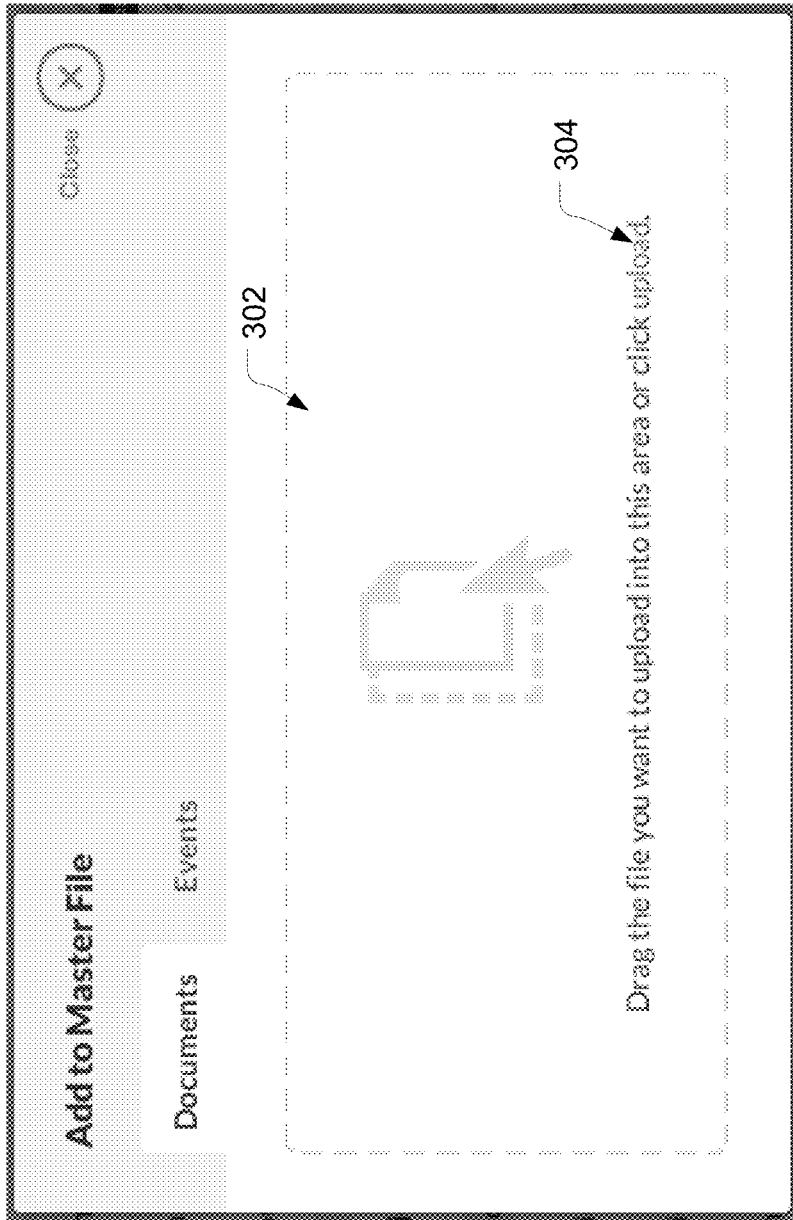 Add to Master File
Close
Documents
Events
302
304
Drag the file you want to upload into this area or click upload.